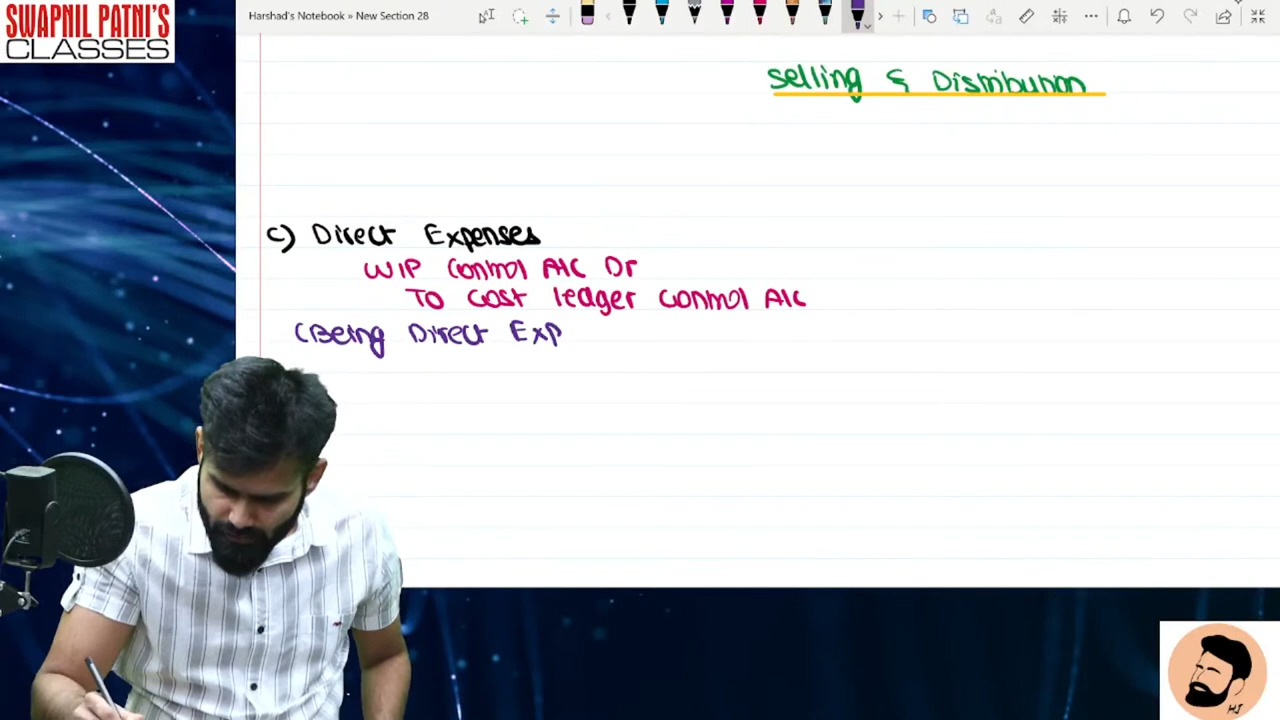 SWAPNIL PATNI'S
CLASSES
Harshad's Notebook » New Section 28
Selling & Distribution
C) Direct Expenses
WIP Control A/C Dr
To Cost ledger Control A/C
(Being Direct Exp
HJ